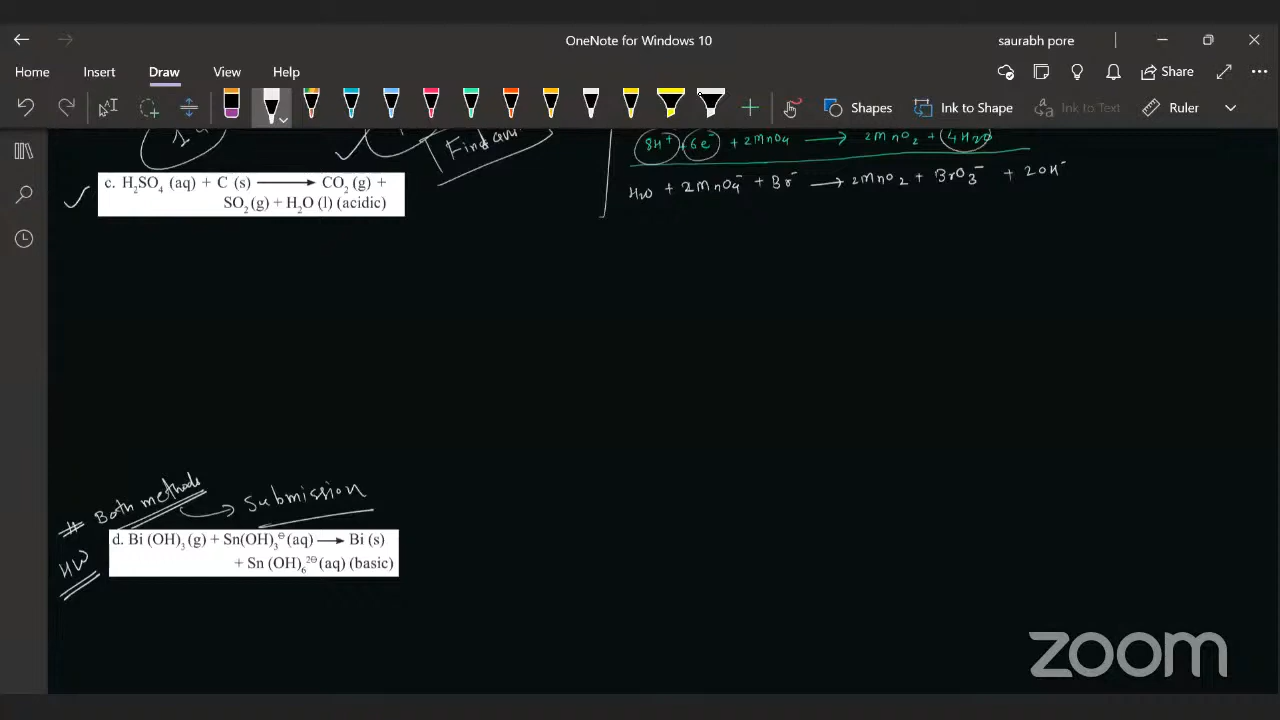 OneNote for Windows 10
saurabh pore
Home Insert Draw View Help
Share
Shapes Ink to Shape Ink to Text Ruler
8H⁺ + 6e⁻ + 2MnO4 ⟶ 2MnO2 + 4H2O
Find
c. H₂SO₄ (aq) + C (s) ⟶ CO₂ (g) +
SO₂ (g) + H₂O (l) (acidic)
+ 2MnO4⁻ + Br⁻ ⟶ 2MnO2 + BrO3⁻ + 2OH⁻
# Both methods → Submission
HW
d. Bi (OH)₃ (g) + Sn(OH)₃⊖ (aq) ⟶ Bi (s)
+ Sn (OH)₆²⊖ (aq) (basic)
zoom